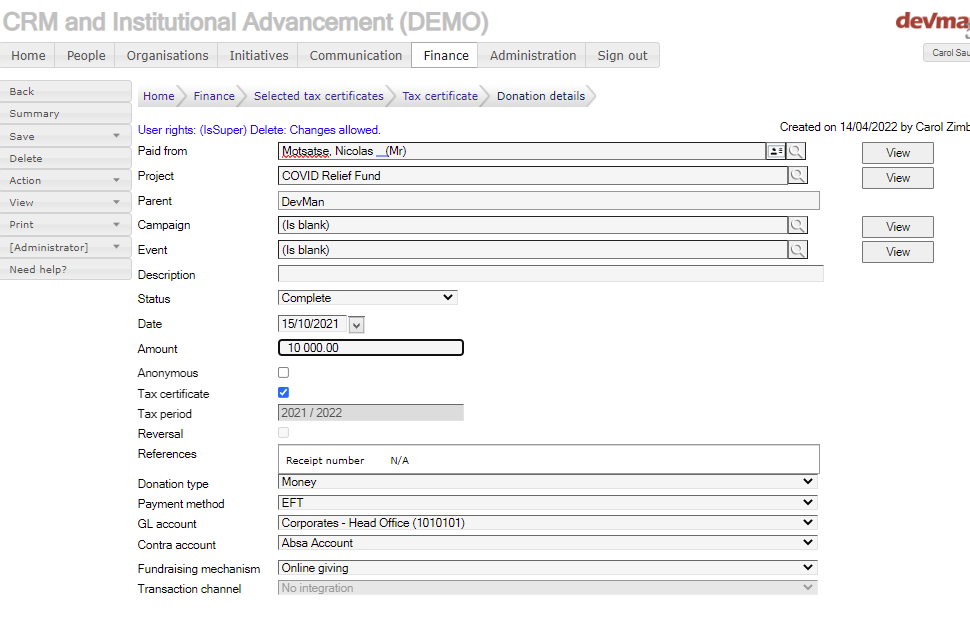 CRM and Institutional Advancement (DEMO)
devma
Home People Organisations Initiatives Communication Finance Administration Sign out
Carol Sau
Back
Summary
Save
Delete
Action
View
Print
[Administrator]
Need help?
Home Finance Selected tax certificates Tax certificate Donation details
User rights: (IsSuper) Delete: Changes allowed.
Created on 14/04/2022 by Carol Zimb
Paid from Motsatse, Nicolas __(Mr) View
Project COVID Relief Fund View
Parent DevMan
Campaign (Is blank) View
Event (Is blank) View
Description
Status Complete
Date 15/10/2021
Amount 10 000.00
Anonymous
Tax certificate
Tax period 2021 / 2022
Reversal
References
Receipt number N/A
Donation type Money
Payment method EFT
GL account Corporates - Head Office (1010101)
Contra account Absa Account
Fundraising mechanism Online giving
Transaction channel No integration